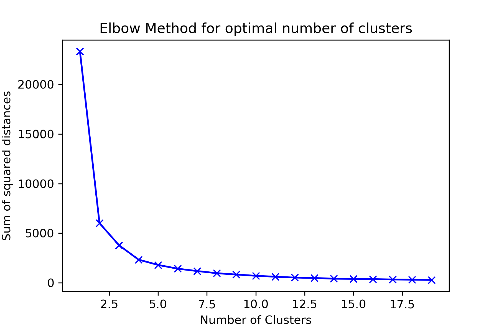 Elbow Method for optimal number of clusters
Sum of squared distances
20000
15000
10000
5000
0
2.5 5.0 7.5 10.0 12.5 15.0 17.5
Number of Clusters